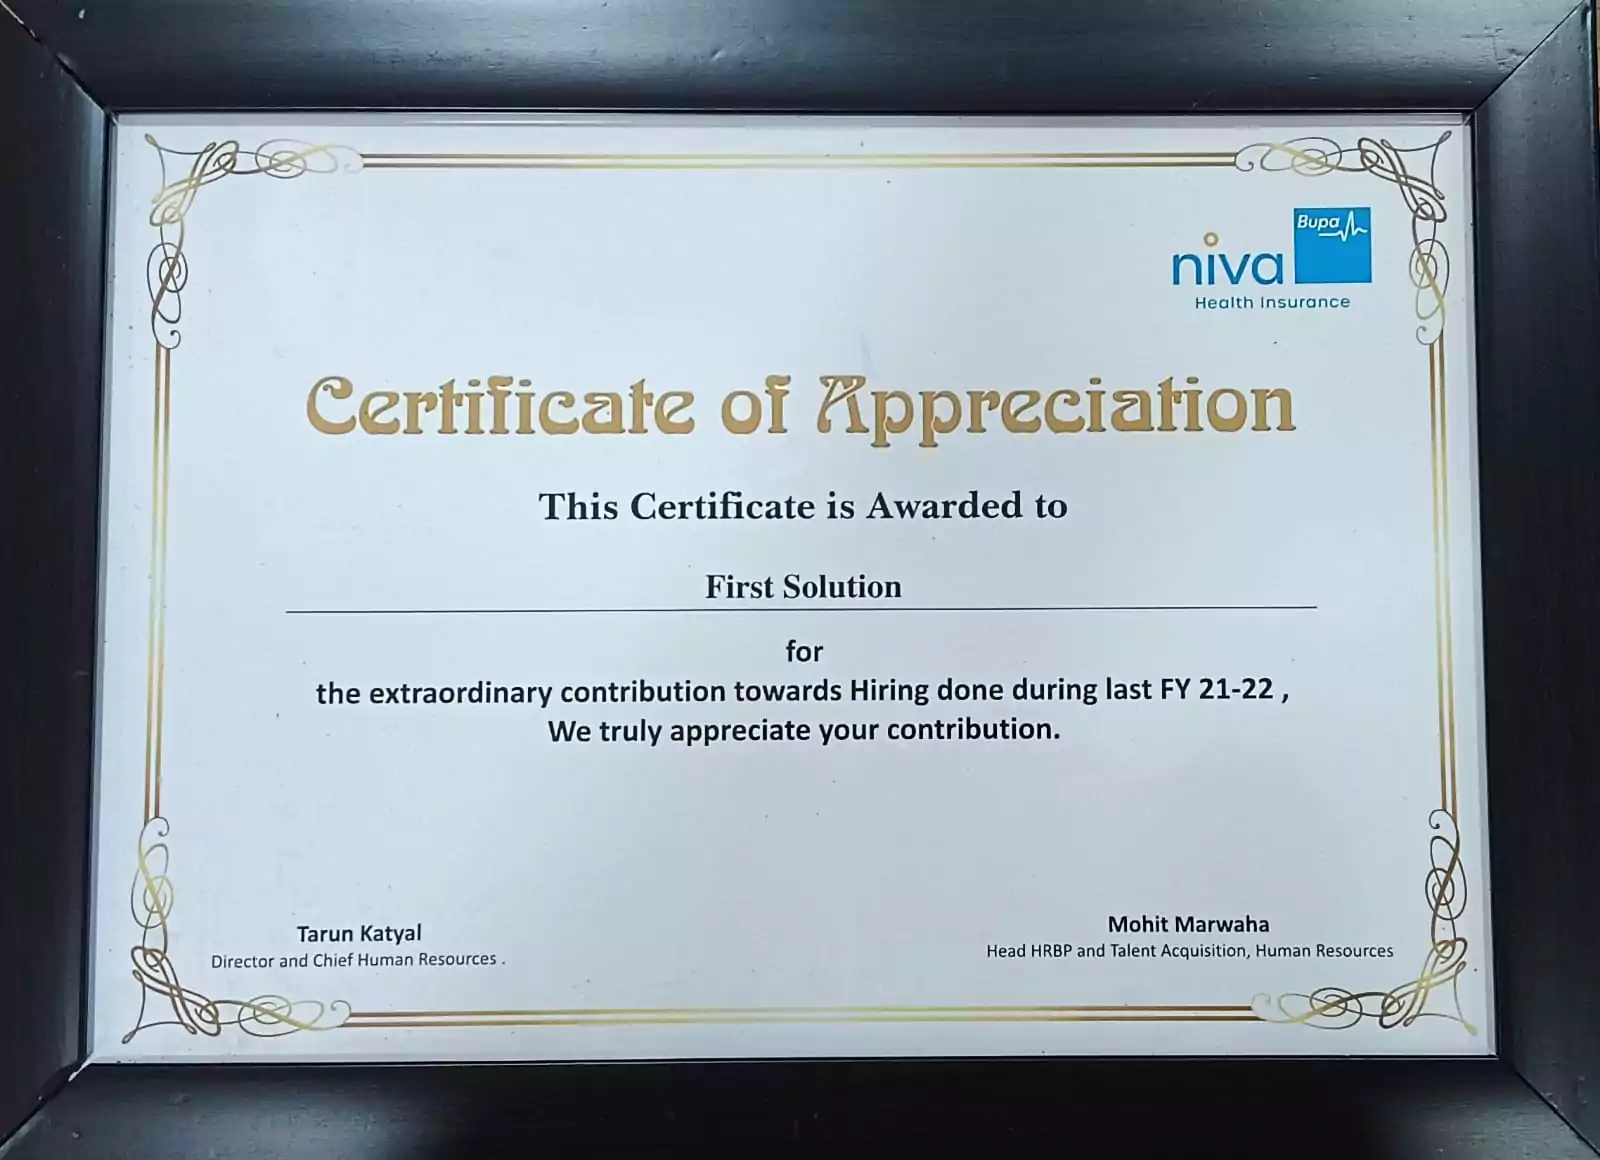 Bupa
niva
Health Insurance
Certificate of Appreciation
This Certificate is Awarded to
First Solution
for
the extraordinary contribution towards Hiring done during last FY 21-22 ,
We truly appreciate your contribution.
Tarun Katyal
Director and Chief Human Resources .
Mohit Marwaha
Head HRBP and Talent Acquisition, Human Resources